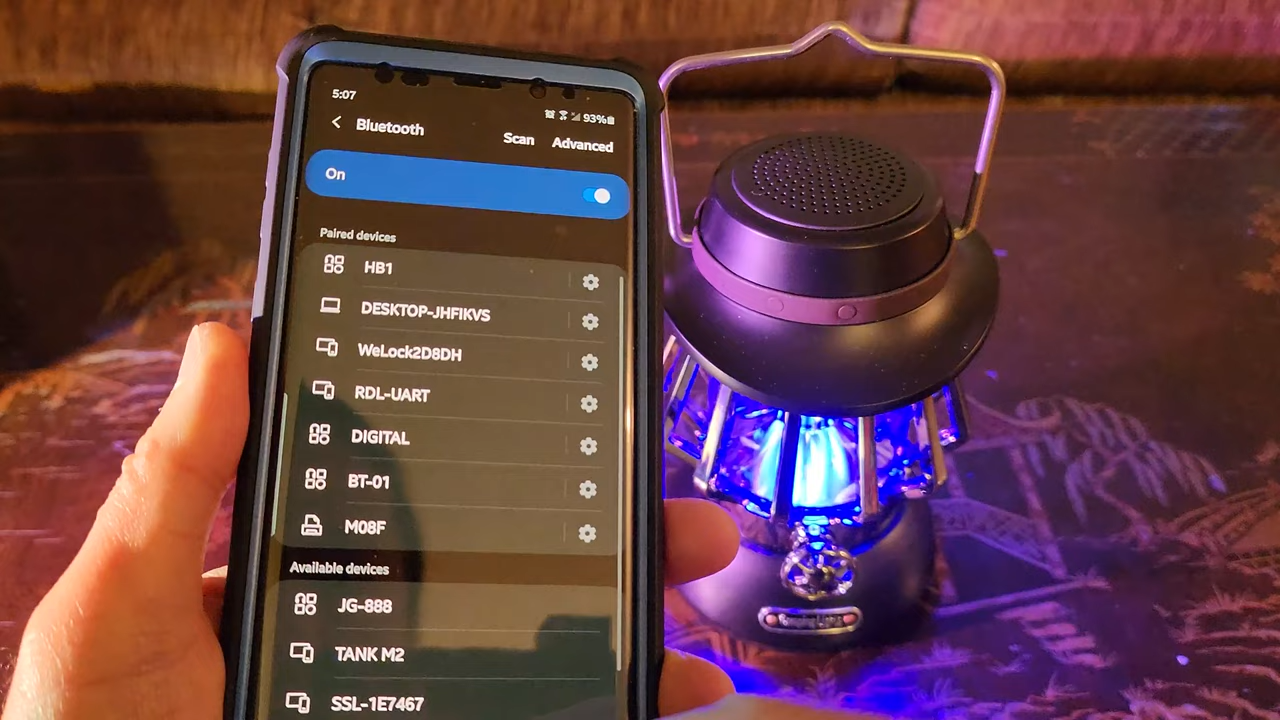 5:07
93%
Bluetooth
Scan Advanced
On
Paired devices
HB1
DESKTOP-JHFIKVS
WeLock2D8DH
RDL-UART
DIGITAL
BT-01
M08F
Available devices
JG-888
TANK M2
SSL-1E7467